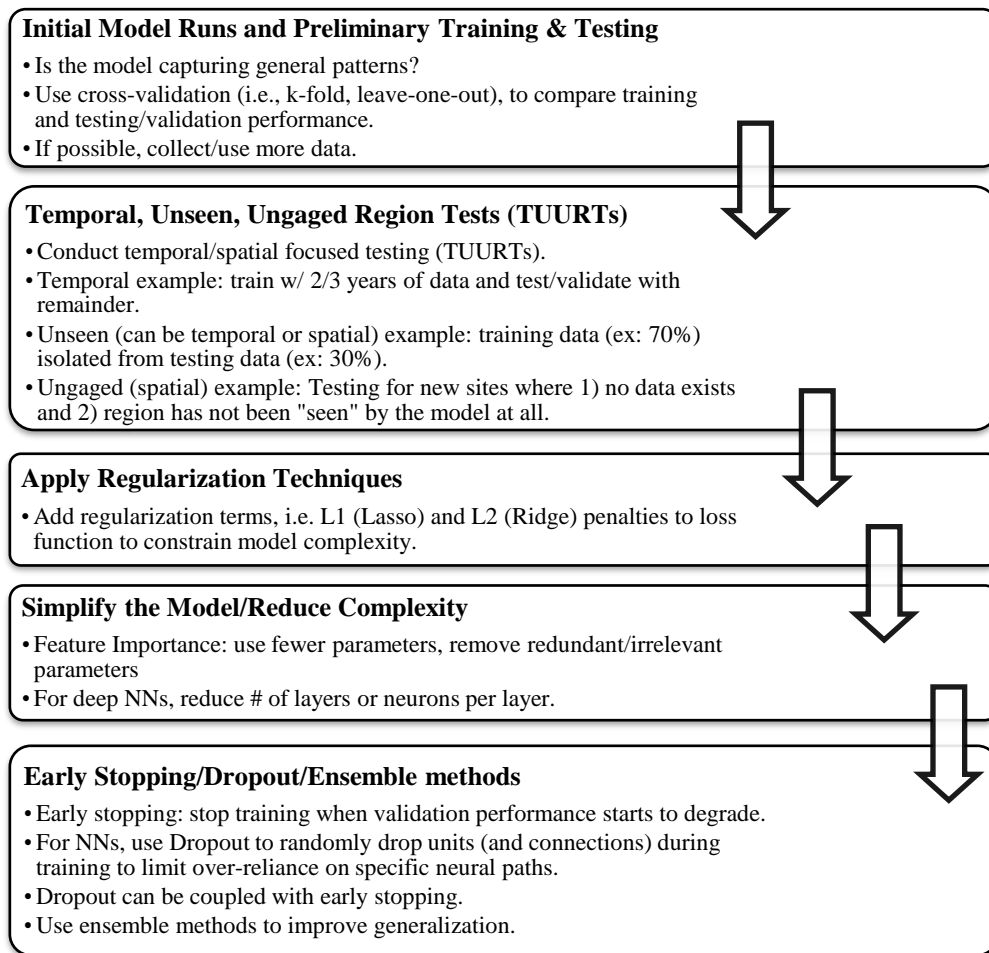 Initial Model Runs and Preliminary Training & Testing
• Is the model capturing general patterns?
• Use cross-validation (i.e., k-fold, leave-one-out), to compare training
and testing/validation performance.
• If possible, collect/use more data.
Temporal, Unseen, Ungaged Region Tests (TUURTs)
• Conduct temporal/spatial focused testing (TUURTs).
• Temporal example: train w/ 2/3 years of data and test/validate with
remainder.
• Unseen (can be temporal or spatial) example: training data (ex: 70%)
isolated from testing data (ex: 30%).
• Ungaged (spatial) example: Testing for new sites where 1) no data exists
and 2) region has not been "seen" by the model at all.
Apply Regularization Techniques
• Add regularization terms, i.e. L1 (Lasso) and L2 (Ridge) penalties to loss
function to constrain model complexity.
Simplify the Model/Reduce Complexity
• Feature Importance: use fewer parameters, remove redundant/irrelevant
parameters
• For deep NNs, reduce # of layers or neurons per layer.
Early Stopping/Dropout/Ensemble methods
• Early stopping: stop training when validation performance starts to degrade.
• For NNs, use Dropout to randomly drop units (and connections) during
training to limit over-reliance on specific neural paths.
• Dropout can be coupled with early stopping.
• Use ensemble methods to improve generalization.